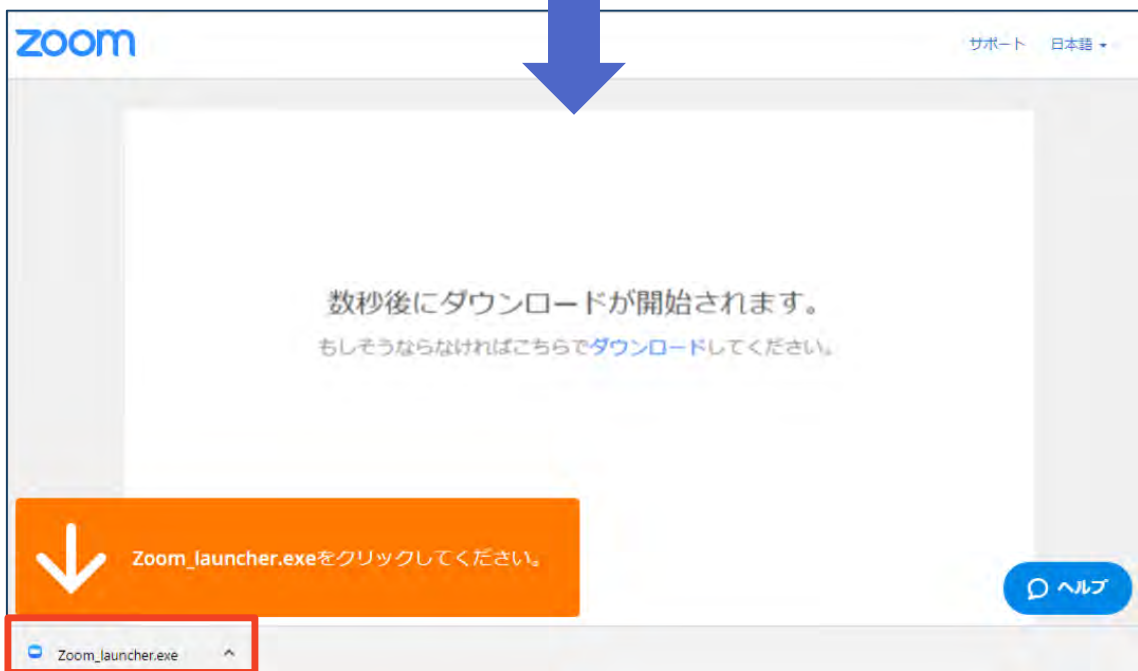 zoom
サポート 日本語
数秒後にダウンロードが開始されます。
もしそうならなければこちらでダウンロードしてください。
Zoom_launcher.exeをクリックしてください。
ヘルプ
Zoom_launcher.exe